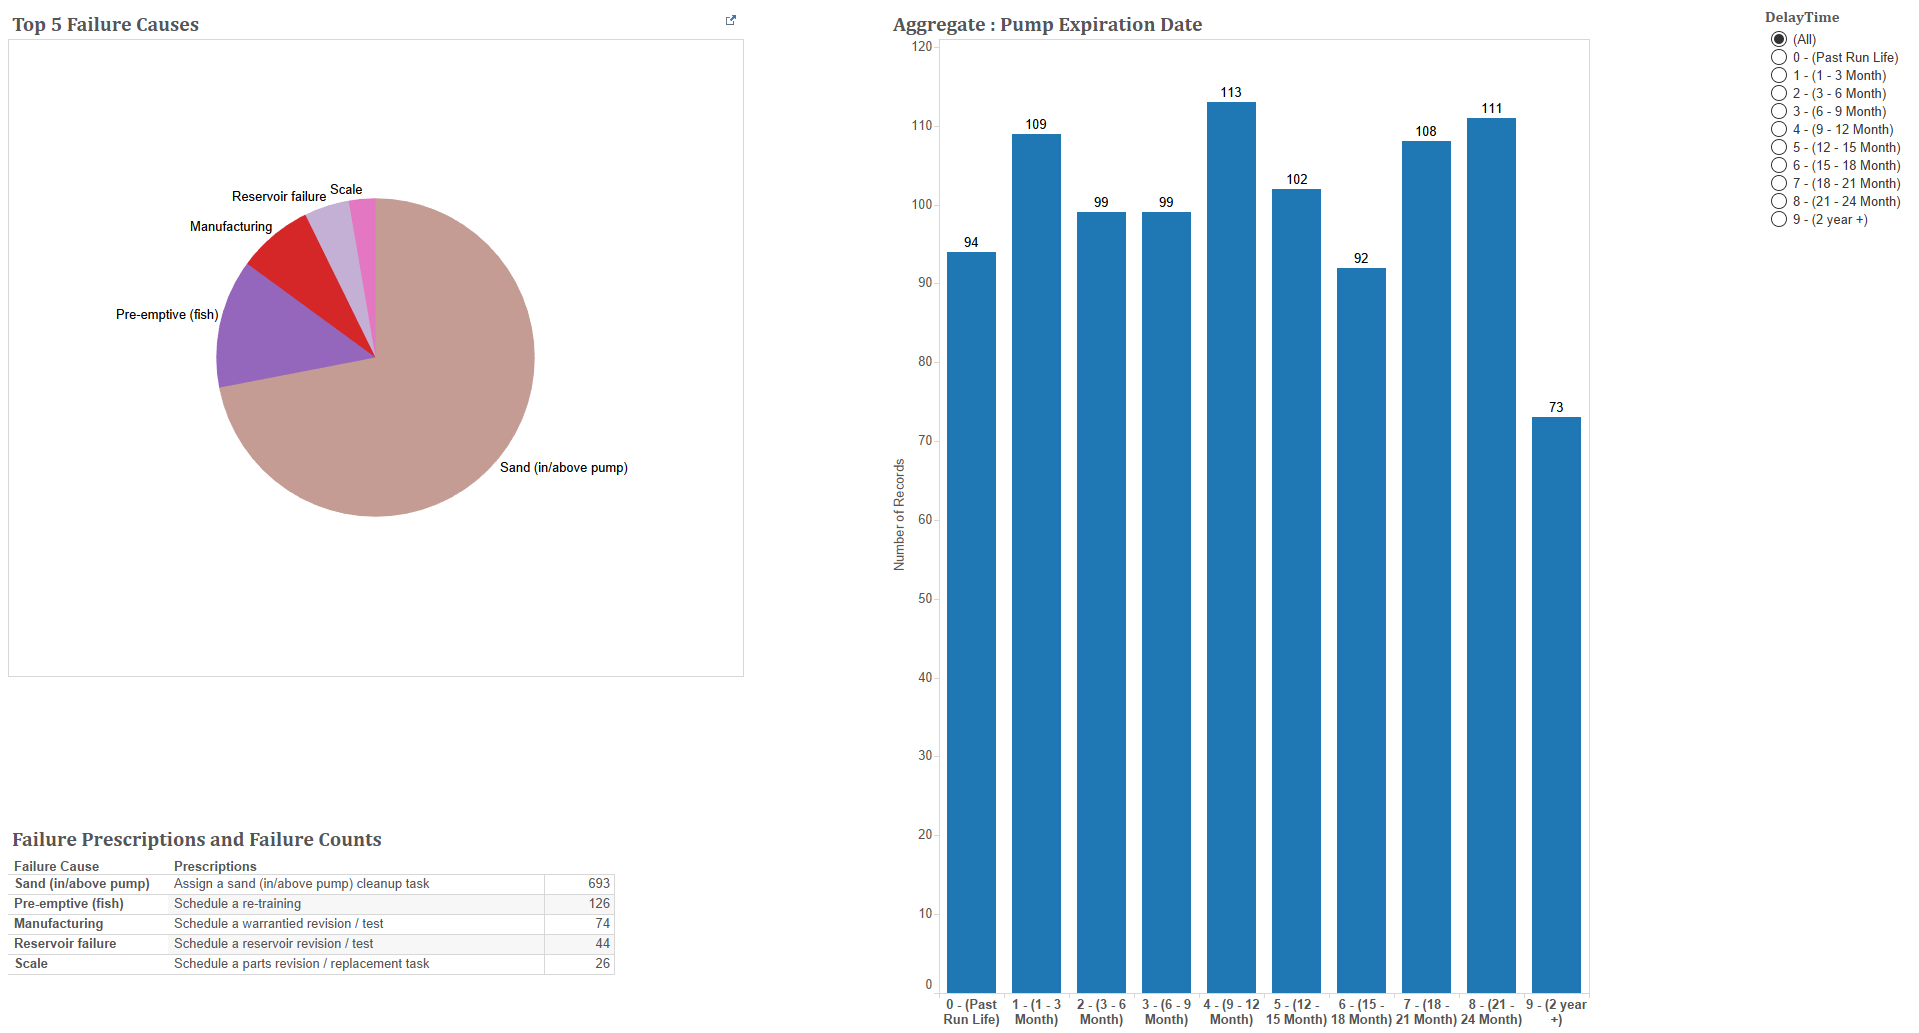 Top 5 Failure Causes
Scale
Reservoir failure
Manufacturing
Pre-emptive (fish)
Sand (in/above pump)
Failure Prescriptions and Failure Counts
Failure Cause Prescriptions
Sand (in/above pump) Assign a sand (in/above pump) cleanup task 693
Pre-emptive (fish) Schedule a re-training 126
Manufacturing Schedule a warrantied revision / test 74
Reservoir failure Schedule a reservoir revision / test 44
Scale Schedule a parts revision / replacement task 26
Aggregate : Pump Expiration Date
Number of Records
120
110
100
90
80
70
60
50
40
30
20
10
0
94
109
99
99
113
102
92
108
111
73
0 - (Past
Run Life)
1 - (1 - 3
Month)
2 - (3 - 6
Month)
3 - (6 - 9
Month)
4 - (9 - 12
Month)
5 - (12 -
15 Month)
6 - (15 -
18 Month)
7 - (18 -
21 Month)
8 - (21 -
24 Month)
9 - (2 year
+)
DelayTime
(All)
0 - (Past Run Life)
1 - (1 - 3 Month)
2 - (3 - 6 Month)
3 - (6 - 9 Month)
4 - (9 - 12 Month)
5 - (12 - 15 Month)
6 - (15 - 18 Month)
7 - (18 - 21 Month)
8 - (21 - 24 Month)
9 - (2 year +)